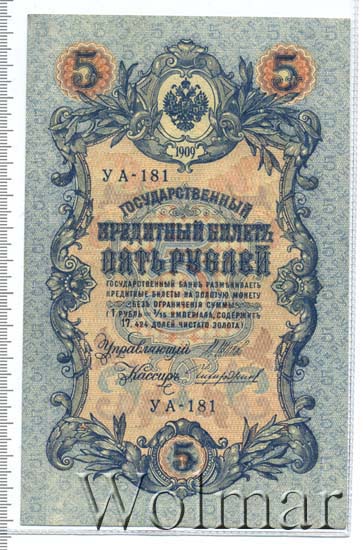 5 5
1909
УА-181
ГОСУДАРСТВЕННЫЙ
КРЕДИТНЫЙ БИЛЕТЪ
ПЯТЬ РУБЛЕЙ
ГОСУДАРСТВЕННЫЙ БАНКЪ РАЗМѢНИВАЕТЪ
КРЕДИТНЫЕ БИЛЕТЫ НА ЗОЛОТУЮ МОНЕТУ
БЕЗЪ ОГРАНИЧЕНІЯ СУММЫ
(1 РУБЛЬ = 1/15 ИМПЕРІАЛА, СОДЕРЖИТЪ
17,424 ДОЛЕЙ ЧИСТАГО ЗОЛОТА)
Управляющій
Кассиръ
УА-181
5
Wolmar